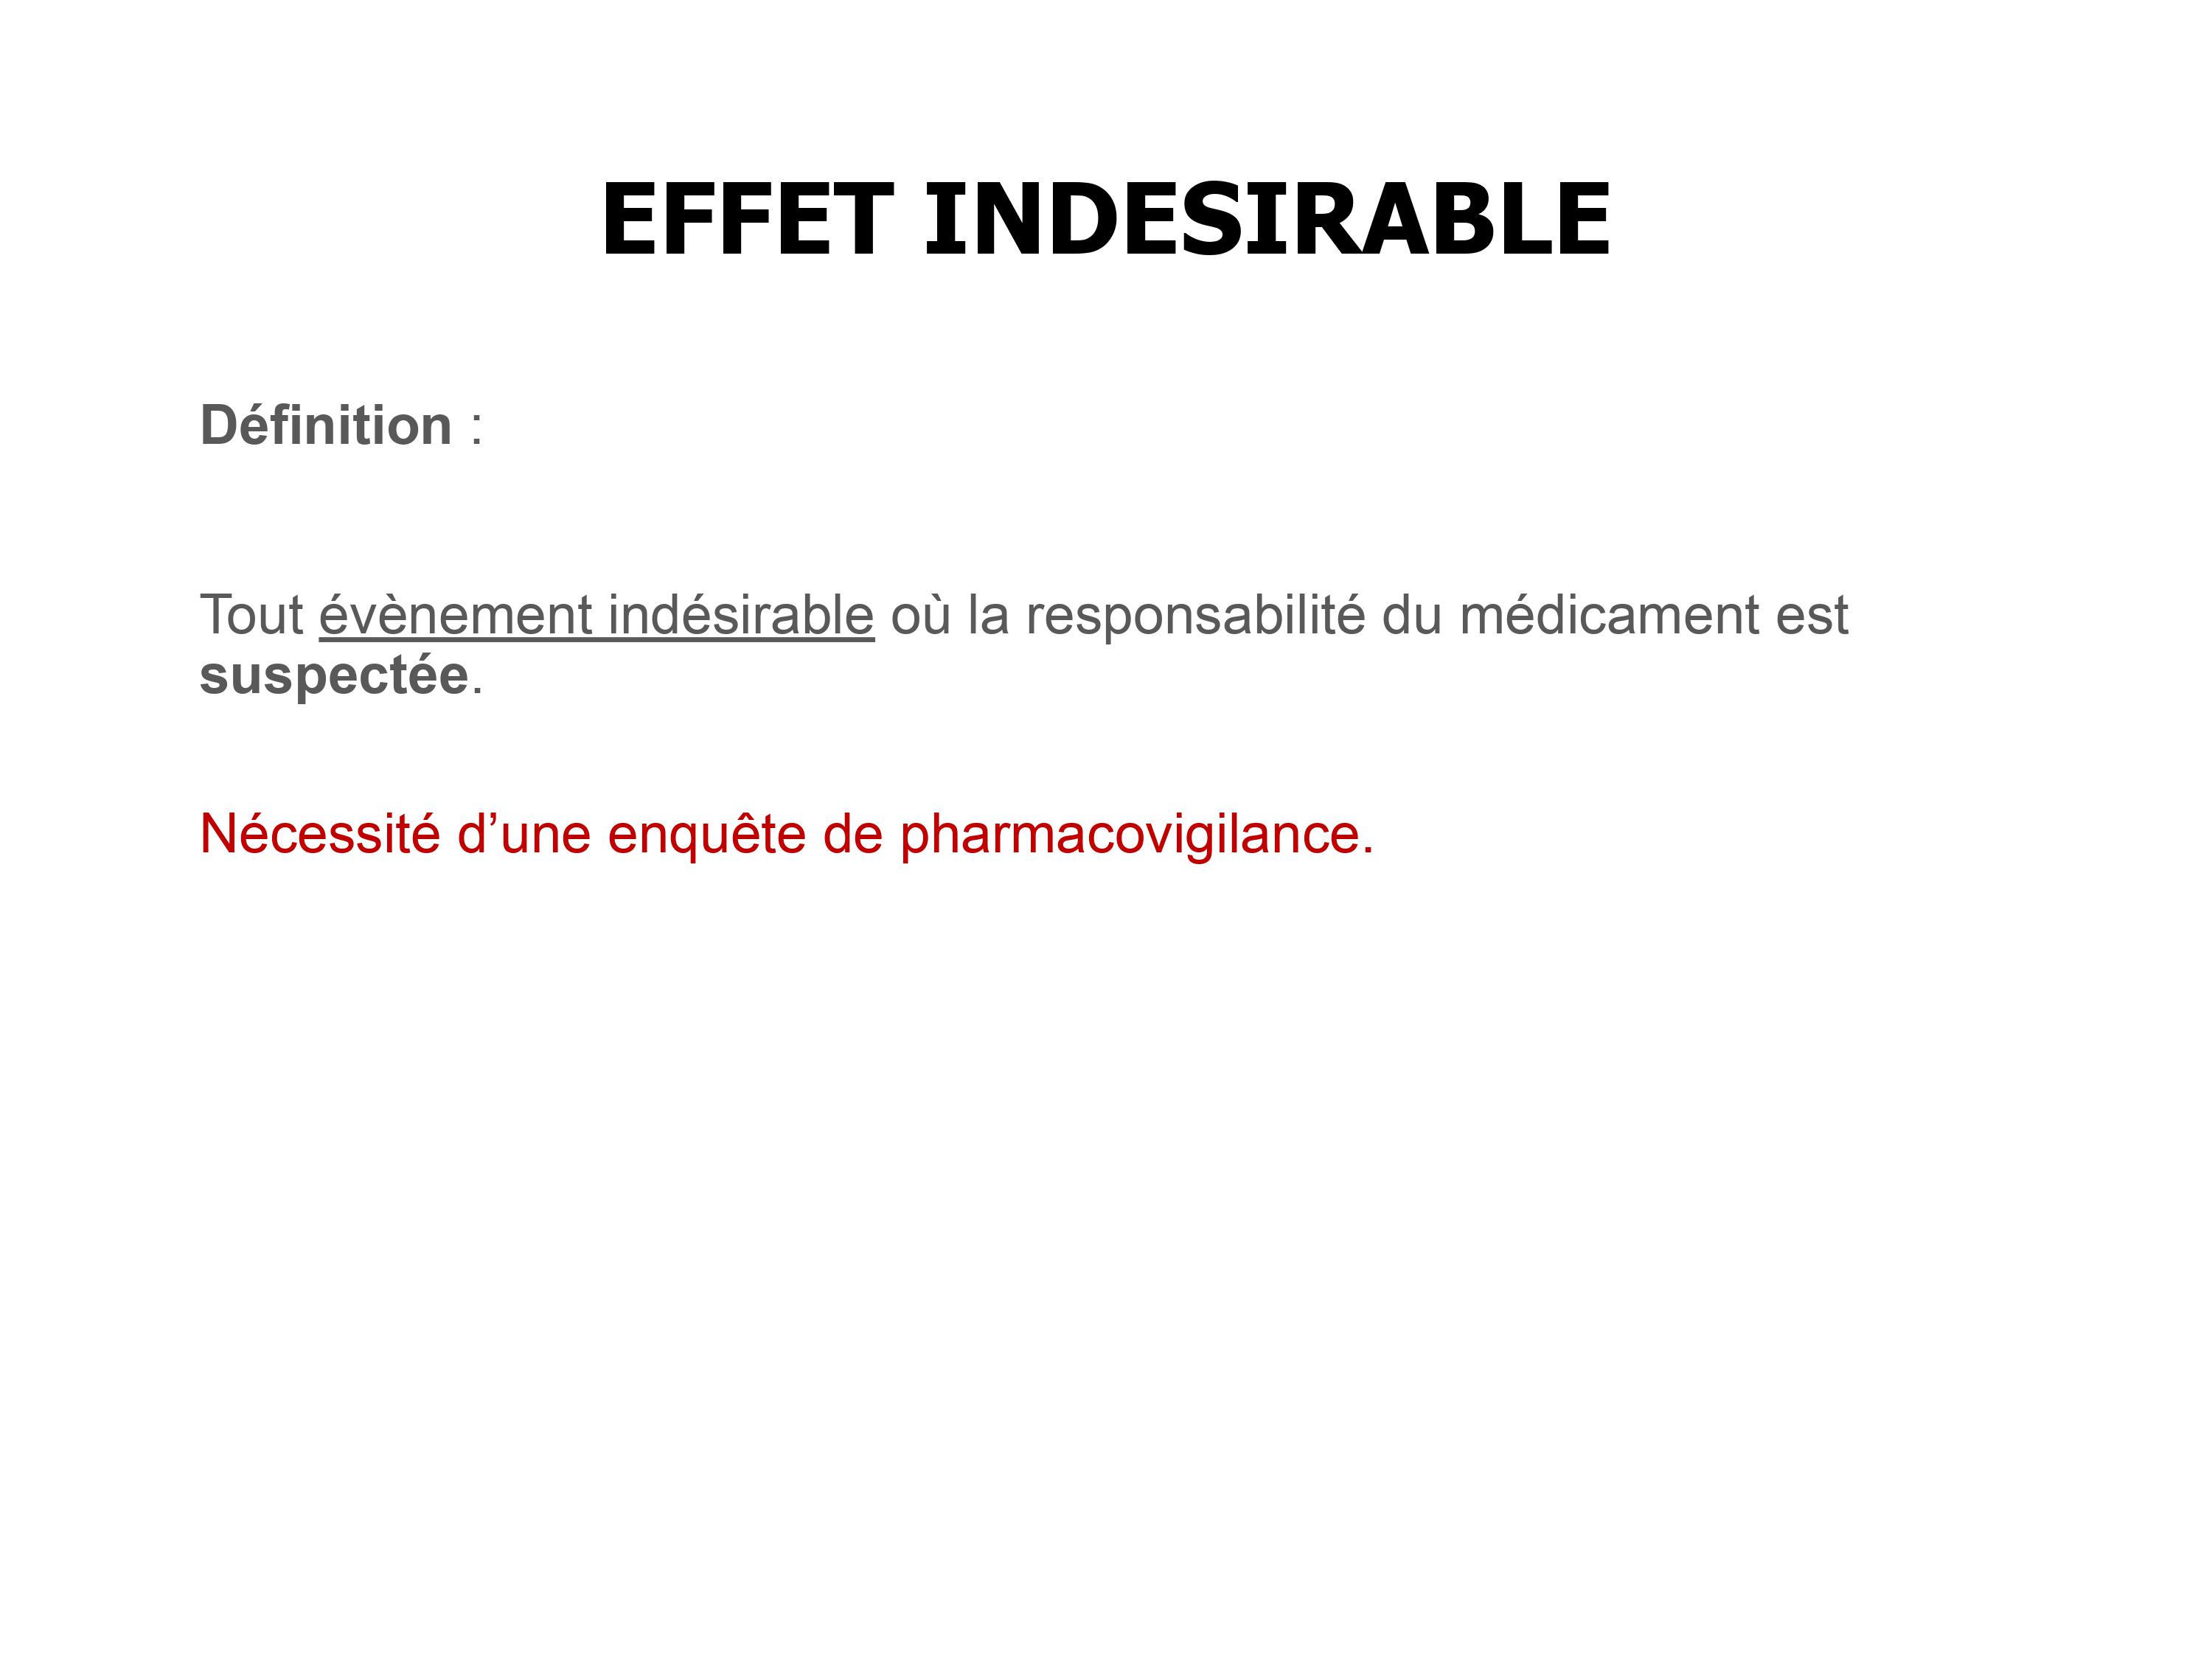 EFFET INDESIRABLE
Définition :
Tout évènement indésirable où la responsabilité du médicament est
suspectée.
Nécessité d’une enquête de pharmacovigilance.